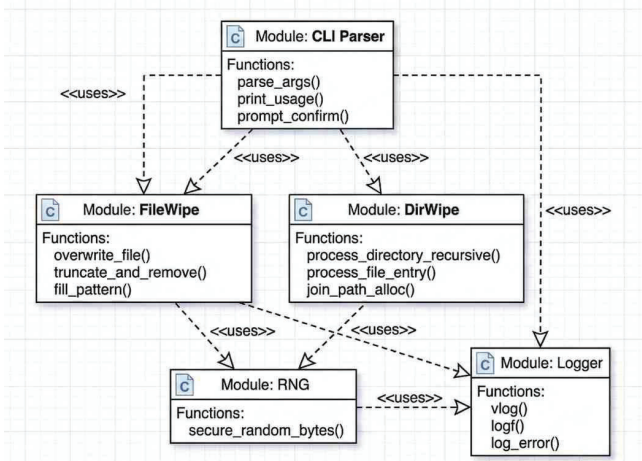 C Module: CLI Parser
Functions:
parse_args()
print_usage()
prompt_confirm()
<<uses>>
<<uses>>
<<uses>>
<<uses>>
C Module: FileWipe
Functions:
overwrite_file()
truncate_and_remove()
fill_pattern()
C Module: DirWipe
Functions:
process_directory_recursive()
process_file_entry()
join_path_alloc()
<<uses>>
<<uses>>
C Module: RNG
Functions:
secure_random_bytes()
<<uses>>
C Module: Logger
Functions:
vlog()
logf()
log_error()